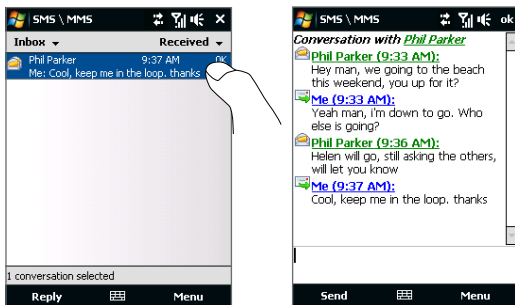 SMS \ MMS
Inbox
Received
Phil Parker 9:37 AM
Me: Cool, keep me in the loop. thanks
1 conversation selected
Reply
Menu
SMS \ MMS
ok
Conversation with Phil Parker
Phil Parker (9:33 AM):
Hey man, we going to the beach
this weekend, you up for it?
Me (9:33 AM):
Yeah man, i'm down to go. Who
else is going?
Phil Parker (9:36 AM):
Helen will go, still asking the others,
will let you know
Me (9:37 AM):
Cool, keep me in the loop. thanks
Send
Menu